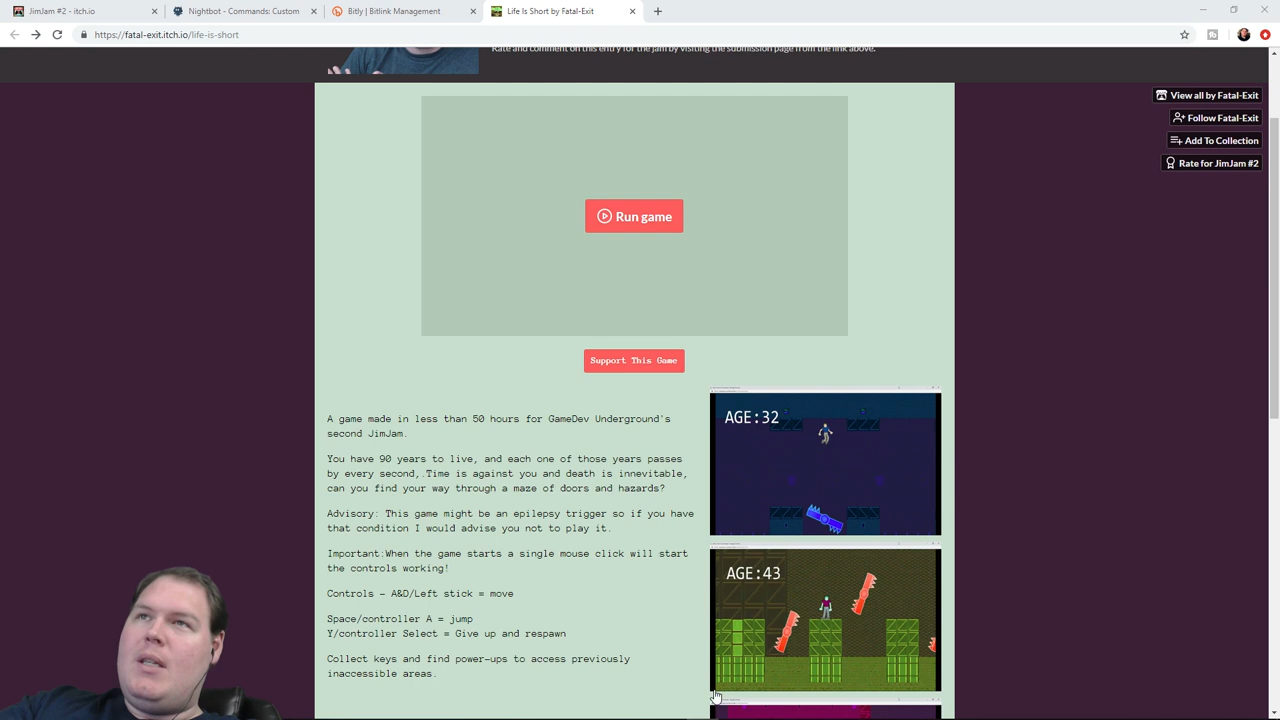 JimJam #2 - itch.io
Nightbot - Commands: Custom
Bitly | Bitlink Management
Life Is Short by Fatal-Exit
https://fatal-exit.itch.io/life-is-short
Rate and comment on this entry for the jam by visiting the submission page from the link above.
View all by Fatal-Exit
Follow Fatal-Exit
Add To Collection
Rate for JimJam #2
Run game
Support This Game
A game made in less than 50 hours for GameDev Underground's
second JimJam.
You have 90 years to live, and each one of those years passes
by every second,.Time is against you and death is innevitable,
can you find your way through a maze of doors and hazards?
Advisory: This game might be an epilepsy trigger so if you have
that condition I would advise you not to play it.
Important:When the game starts a single mouse click will start
the controls working!
Controls - A&D/Left stick = move
Space/controller A = jump
Y/controller Select = Give up and respawn
Collect keys and find power-ups to access previously
inaccessible areas.
AGE:32
AGE:43